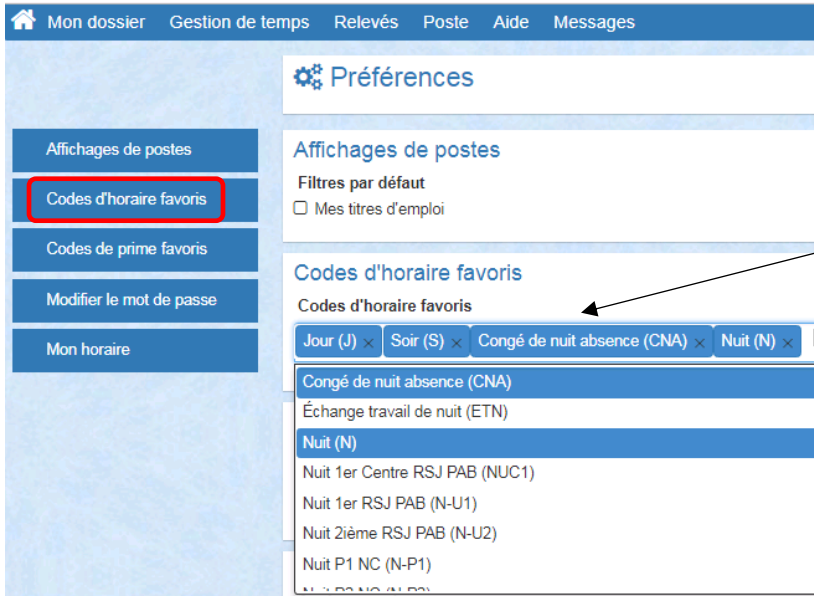 Mon dossier Gestion de temps Relevés Poste Aide Messages
Préférences
Affichages de postes
Codes d'horaire favoris
Codes de prime favoris
Modifier le mot de passe
Mon horaire
Affichages de postes
Filtres par défaut
Mes titres d'emploi
Codes d'horaire favoris
Codes d'horaire favoris
Jour (J) × Soir (S) × Congé de nuit absence (CNA) × Nuit (N) ×
Congé de nuit absence (CNA)
Échange travail de nuit (ETN)
Nuit (N)
Nuit 1er Centre RSJ PAB (NUC1)
Nuit 1er RSJ PAB (N-U1)
Nuit 2ième RSJ PAB (N-U2)
Nuit P1 NC (N-P1)